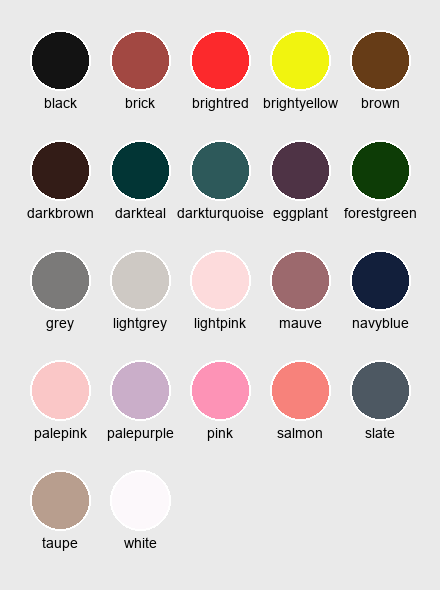 black brick brightred brightyellow brown
darkbrown darkteal darkturquoise eggplant forestgreen
grey lightgrey lightpink mauve navyblue
palepink palepurple pink salmon slate
taupe white